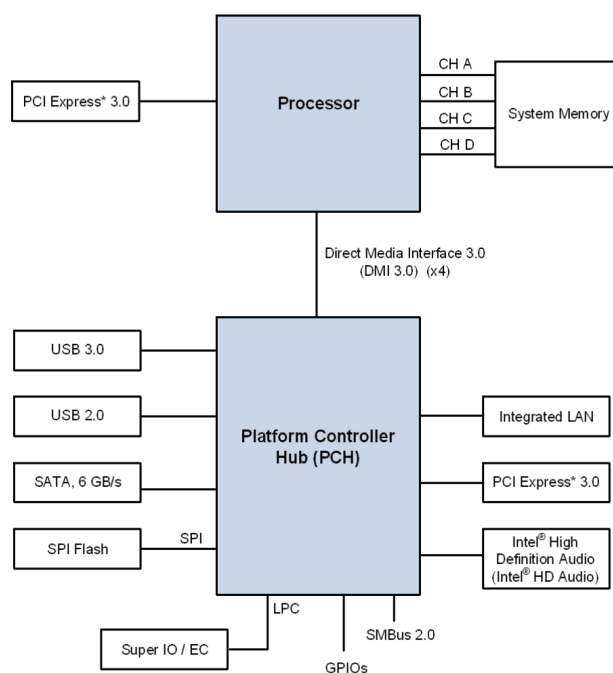 CH A
PCI Express* 3.0
Processor
CH B
CH C
CH D
System Memory
Direct Media Interface 3.0
(DMI 3.0) (x4)
USB 3.0
USB 2.0
SATA, 6 GB/s
SPI Flash
SPI
Platform Controller
Hub (PCH)
Integrated LAN
PCI Express* 3.0
Intel® High
Definition Audio
(Intel® HD Audio)
LPC
Super IO / EC
SMBus 2.0
GPIOs